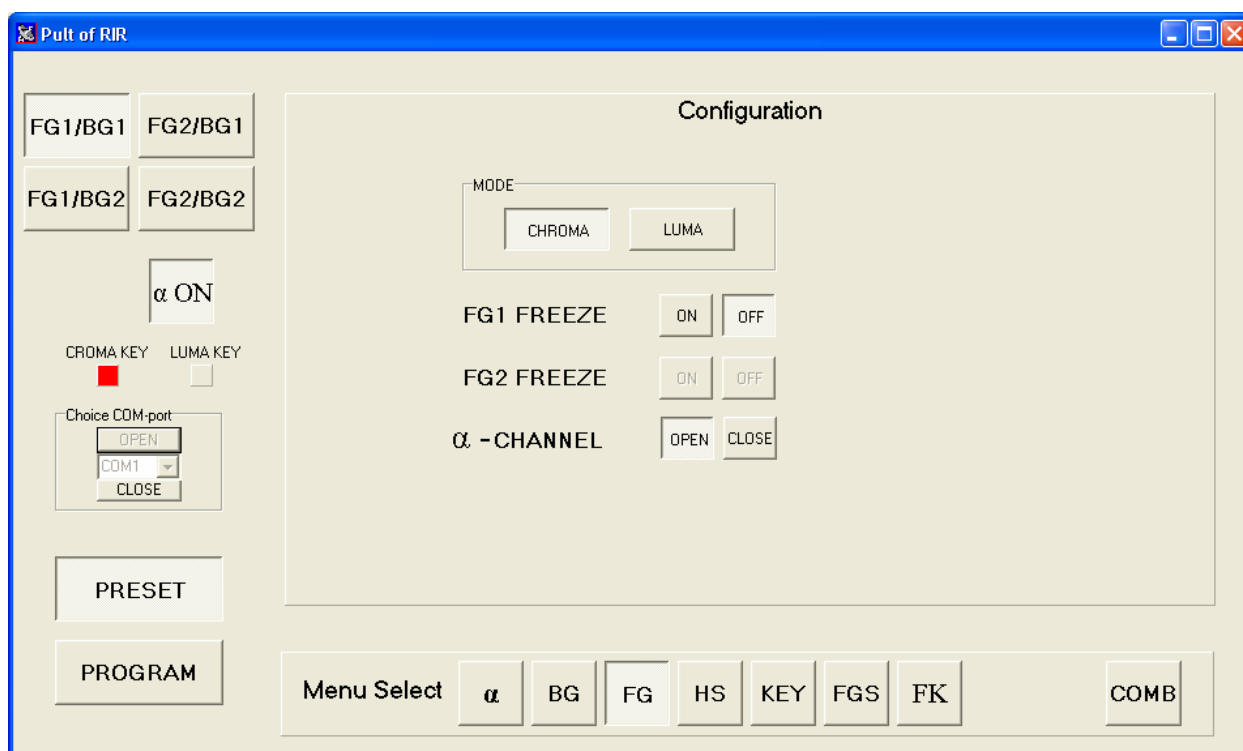 Pult of RIR
FG1/BG1 FG2/BG1
FG1/BG2 FG2/BG2
α ON
CROMA KEY LUMA KEY
Choice COM-port
OPEN
COM1
CLOSE
PRESET
PROGRAM
Configuration
MODE
CHROMA LUMA
FG1 FREEZE ON OFF
FG2 FREEZE ON OFF
α -CHANNEL OPEN CLOSE
Menu Select α BG FG HS KEY FGS FK COMB